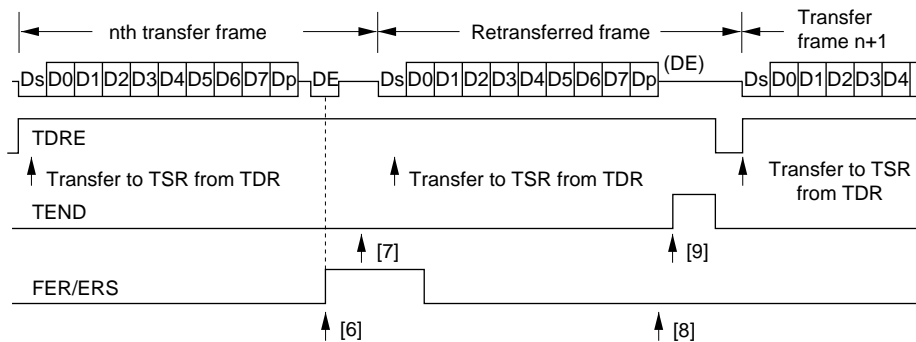 nth transfer frame
Retransferred frame
Transfer
frame n+1
Ds D0 D1 D2 D3 D4 D5 D6 D7 Dp DE
Ds D0 D1 D2 D3 D4 D5 D6 D7 Dp (DE)
Ds D0 D1 D2 D3 D4
TDRE
Transfer to TSR from TDR
Transfer to TSR from TDR
Transfer to TSR
from TDR
TEND
[7]
[9]
FER/ERS
[6]
[8]